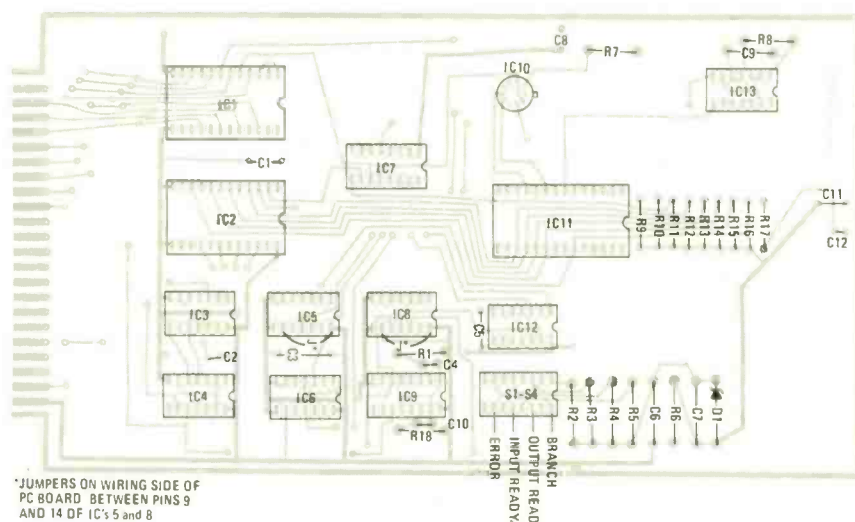 C8
R7
R8
C9
IC10
IC1
IC13
C1
IC7
IC2
IC11
R9
R10
R11
R12
R13
R14
R15
R16
R17
C11
C12
IC3
IC5
IC8
C5
IC12
C2
C3
J*
J*
R1
C4
IC4
IC6
IC9
S1-S4
R2
R3
R4
R5
C6
R6
C7
D1
C10
R18
ERROR
INPUT READY
OUTPUT READ
BRANCH
*JUMPERS ON WIRING SIDE OF
PC BOARD BETWEEN PINS 9
AND 14 OF IC's 5 and 8